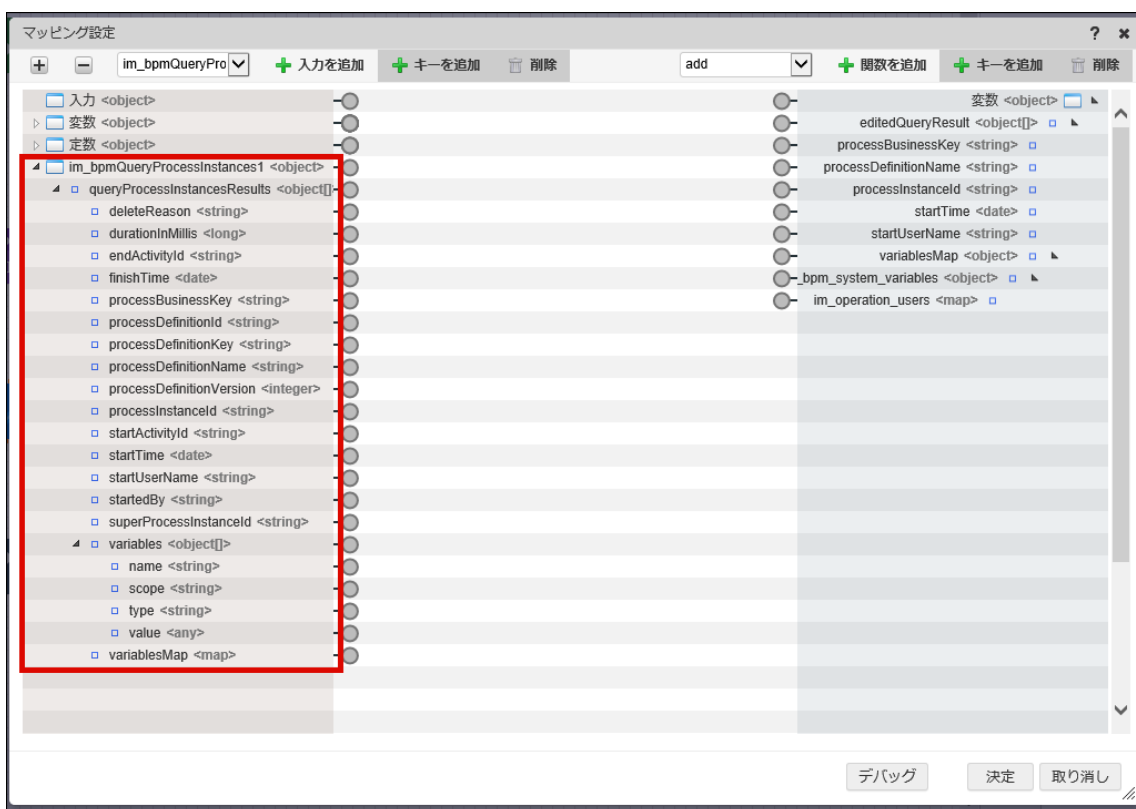 マッピング設定
? ×
im_bpmQueryPro 入力を追加 キーを追加 削除 add 関数を追加 キーを追加 削除
入力 <object> 変数 <object>
変数 <object> editedQueryResult <object[]>
定数 <object> processBusinessKey <string>
im_bpmQueryProcessInstances1 <object> processDefinitionName <string>
queryProcessInstancesResults <object[] processInstanceId <string>
deleteReason <string> startTime <date>
durationInMillis <long> startUserName <string>
endActivityId <string> variablesMap <object>
finishTime <date> _bpm_system_variables <object>
processBusinessKey <string> im_operation_users <map>
processDefinitionId <string>
processDefinitionKey <string>
processDefinitionName <string>
processDefinitionVersion <integer>
processInstanceId <string>
startActivityId <string>
startTime <date>
startUserName <string>
startedBy <string>
superProcessInstanceId <string>
variables <object[]>
name <string>
scope <string>
type <string>
value <any>
variablesMap <map>
デバッグ 決定 取り消し